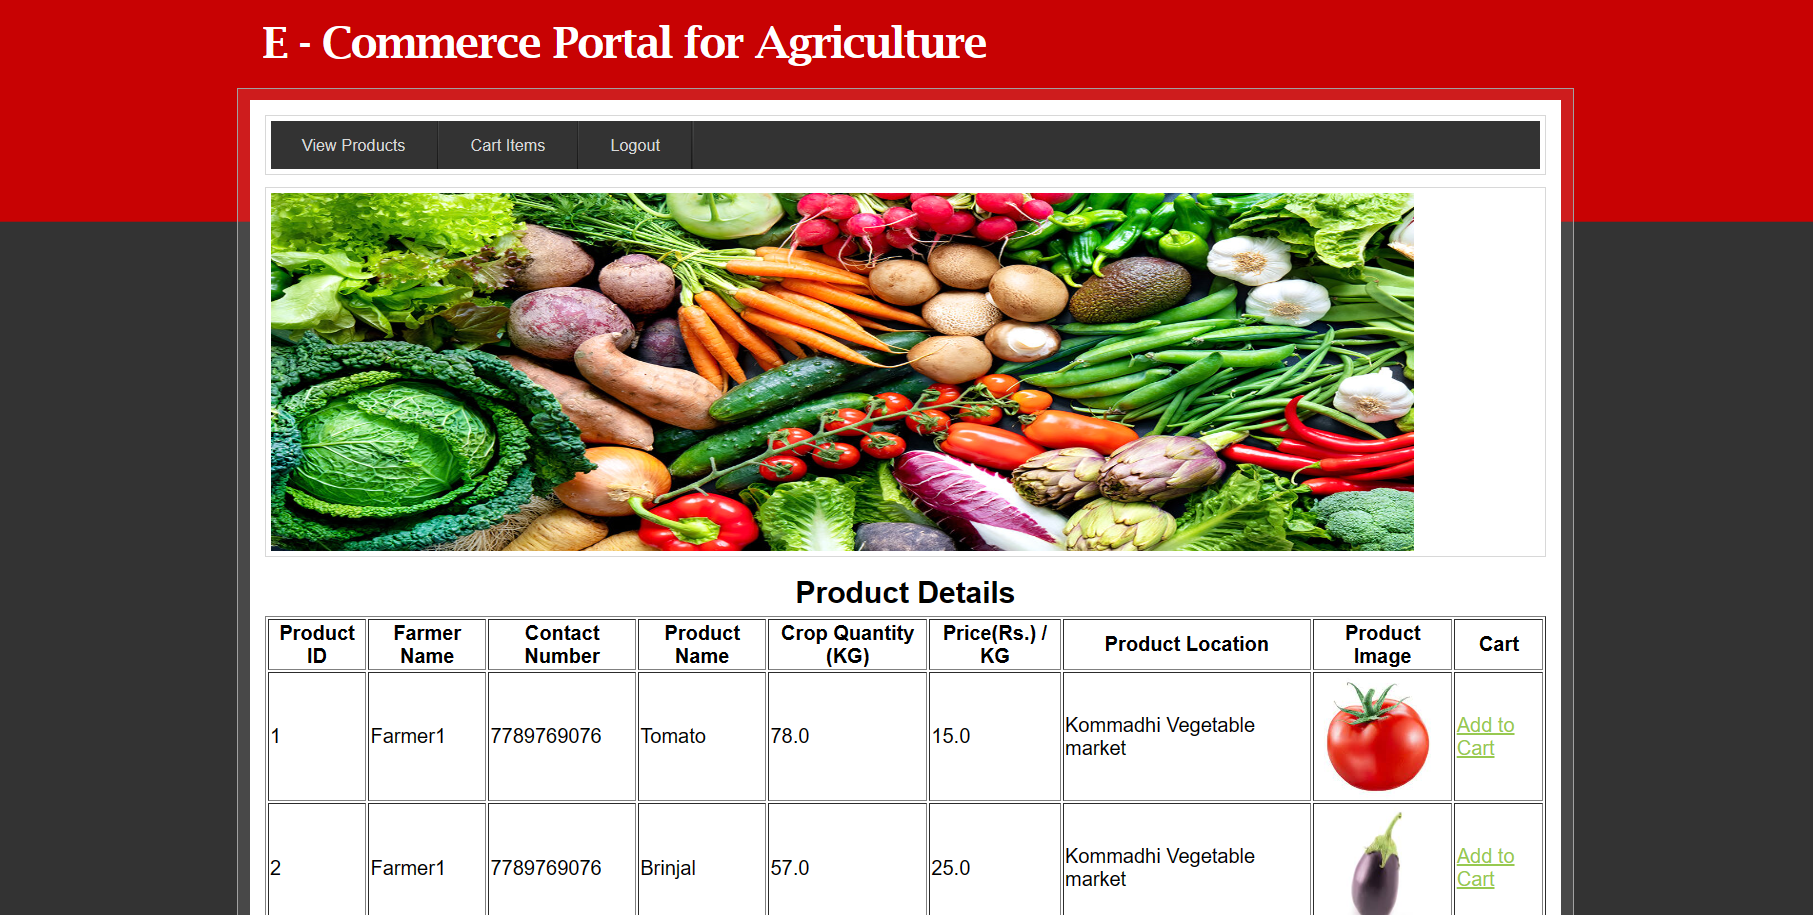 E - Commerce Portal for Agriculture
View Products Cart Items Logout
Product Details
Product ID Farmer Name Contact Number Product Name Crop Quantity (KG) Price(Rs.) / KG Product Location Product Image Cart
1 Farmer1 7789769076 Tomato 78.0 15.0 Kommadhi Vegetable market Add to Cart
2 Farmer1 7789769076 Brinjal 57.0 25.0 Kommadhi Vegetable market Add to Cart